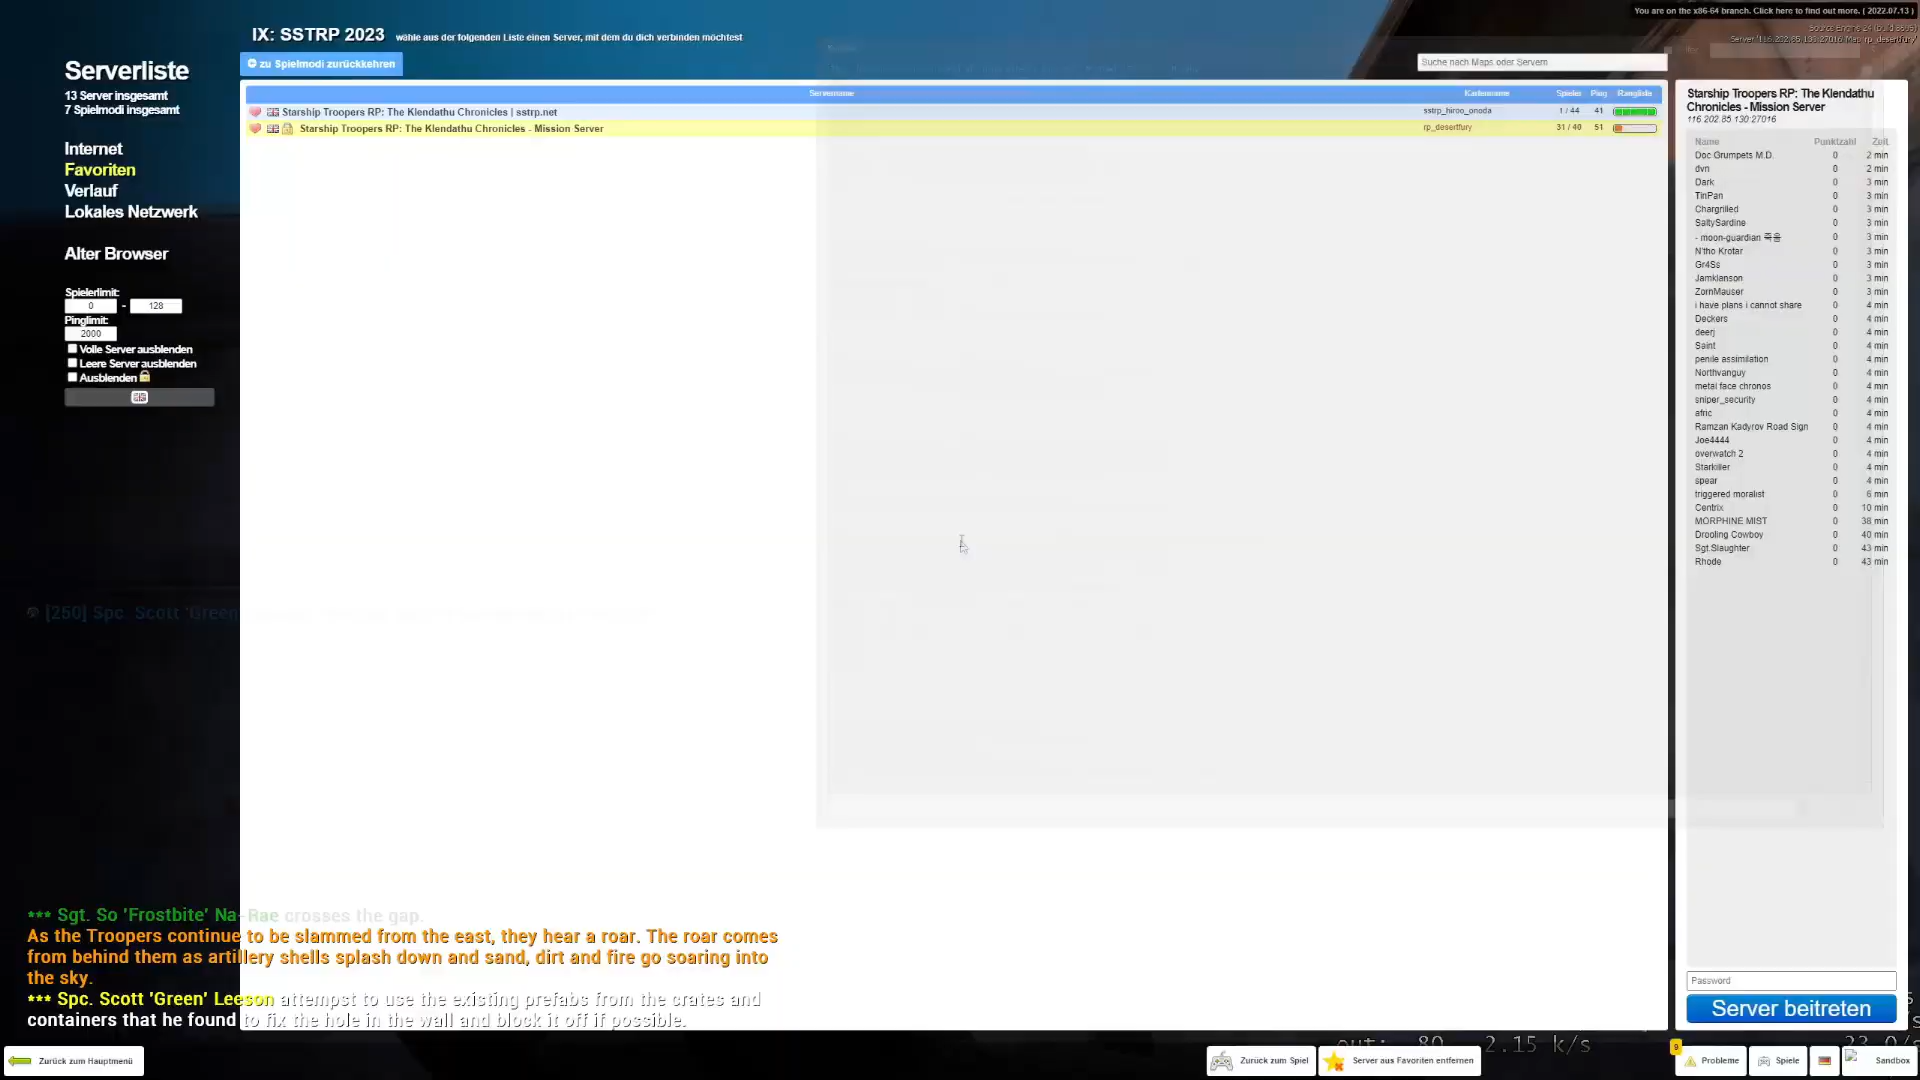 You are on the x86-64 branch. Click here to find out more. ( 2022.07.13 )
IX: SSTRP 2023 wähle aus der folgenden Liste einen Server, mit dem du dich verbinden möchtest
zu Spielmodi zurückkehren
Suche nach Maps oder Servern
Serverliste
13 Server insgesamt
7 Spielmodi insgesamt
Internet
Favoriten
Verlauf
Lokales Netzwerk
Alter Browser
Spielerlimit:
0 - 128
Pinglimit:
2000
Volle Server ausblenden
Leere Server ausblenden
Ausblenden
Servername Kartenname Spieler Ping Rangliste
Starship Troopers RP: The Klendathu Chronicles | sstrp.net sstrp_hiroo_onoda 1 / 44 41
Starship Troopers RP: The Klendathu Chronicles - Mission Server rp_desertfury 31 / 40 51
Starship Troopers RP: The Klendathu
Chronicles - Mission Server
116.202.85.130:27016
Name Punktzahl Zeit
Doc Grumpets M.D. 0 2 min
dvn 0 2 min
Dark 0 3 min
TinPan 0 3 min
Chargrilled 0 3 min
SaltySardine 0 3 min
- moon-guardian 죽음 0 3 min
N'tho Krotar 0 3 min
Gr4Ss 0 3 min
Jamklanson 0 3 min
ZornMauser 0 3 min
i have plans i cannot share 0 4 min
Deckers 0 4 min
deerj 0 4 min
Saint 0 4 min
penile assimilation 0 4 min
Northvanguy 0 4 min
metal face chronos 0 4 min
sniper_security 0 4 min
afric 0 4 min
Ramzan Kadyrov Road Sign 0 4 min
Joe4444 0 4 min
overwatch 2 0 4 min
Starkiller 0 4 min
spear 0 4 min
triggered moralist 0 6 min
Centrix 0 10 min
MORPHINE MIST 0 38 min
Drooling Cowboy 0 40 min
Sgt.Slaughter 0 43 min
Rhode 0 43 min
Password
Server beitreten
[250] Spc. Scott 'Green'
*** Sgt. So 'Frostbite' Na-Rae crosses the gap.
As the Troopers continue to be slammed from the east, they hear a roar. The roar comes
from behind them as artillery shells splash down and sand, dirt and fire go soaring into
the sky.
*** Spc. Scott 'Green' Leeson attempst to use the existing prefabs from the crates and
containers that he found to fix the hole in the wall and block it off if possible.
out: 80 2.15 k/s
Zurück zum Hauptmenü
Zurück zum Spiel
Server aus Favoriten entfernen
9
Probleme
Spiele
Sandbox